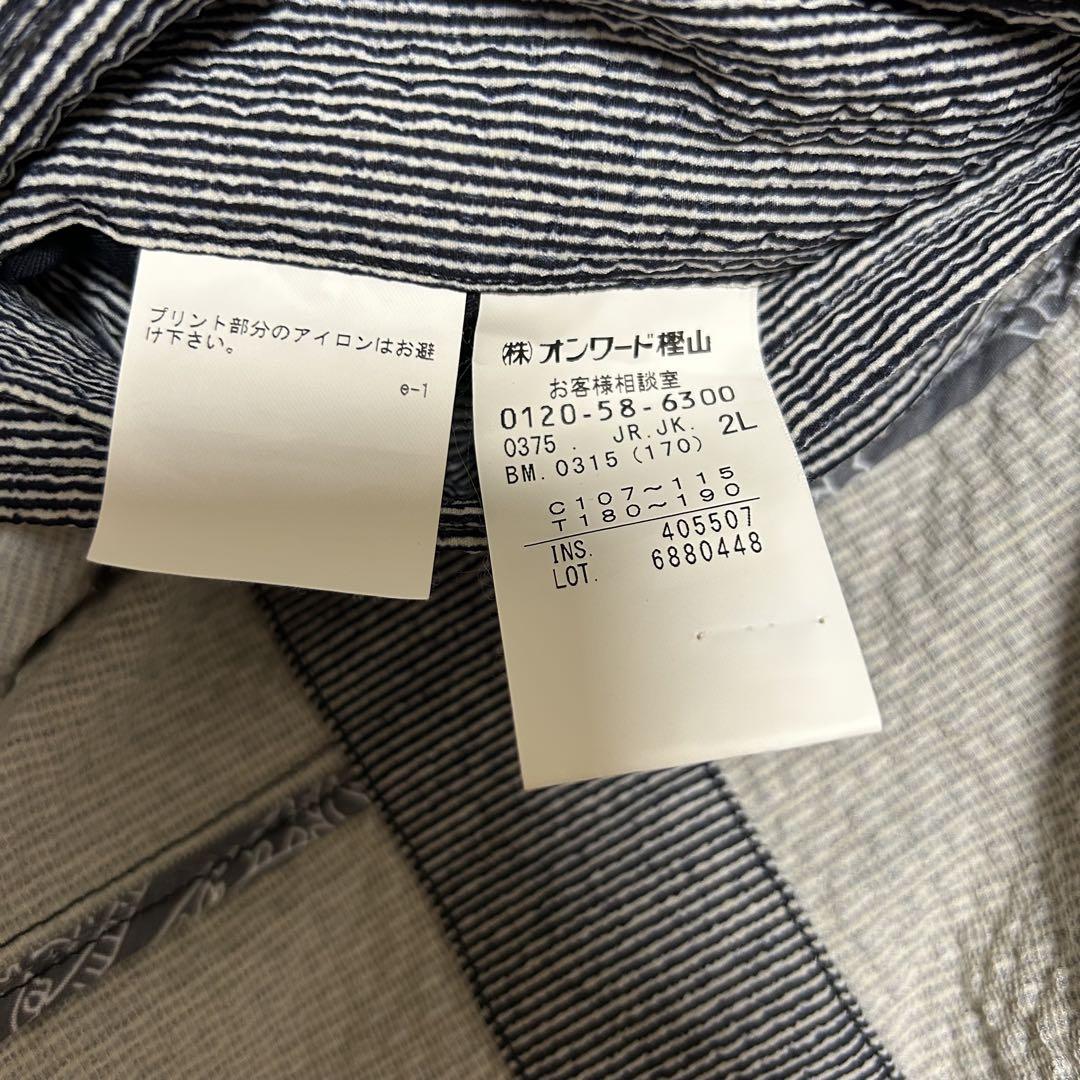 プリント部分のアイロンはお避
け下さい。
e-1
(株)オンワード樫山
お客様相談室
0120-58-6300
0375. JR.JK. 2L
BM. 0315 (170)
C107～115
T180～190
INS. 405507
LOT. 6880448